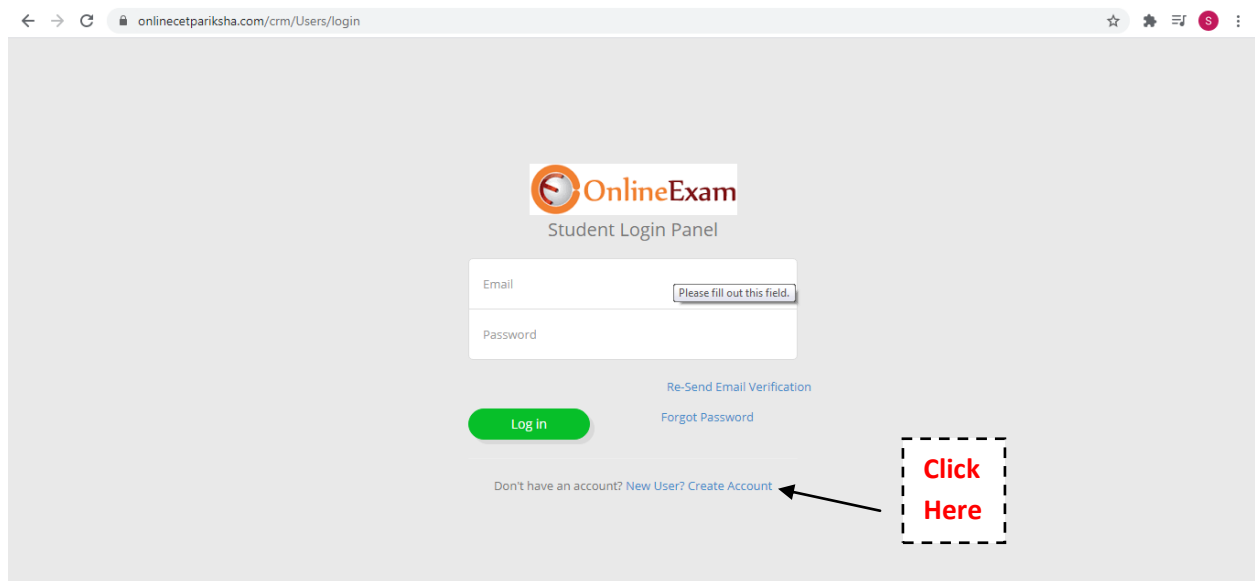 onlinecetpariksha.com/crm/Users/login
S
OnlineExam
Student Login Panel
Email
Please fill out this field.
Password
Re-Send Email Verification
Log in
Forgot Password
Click
Here
Don't have an account? New User? Create Account